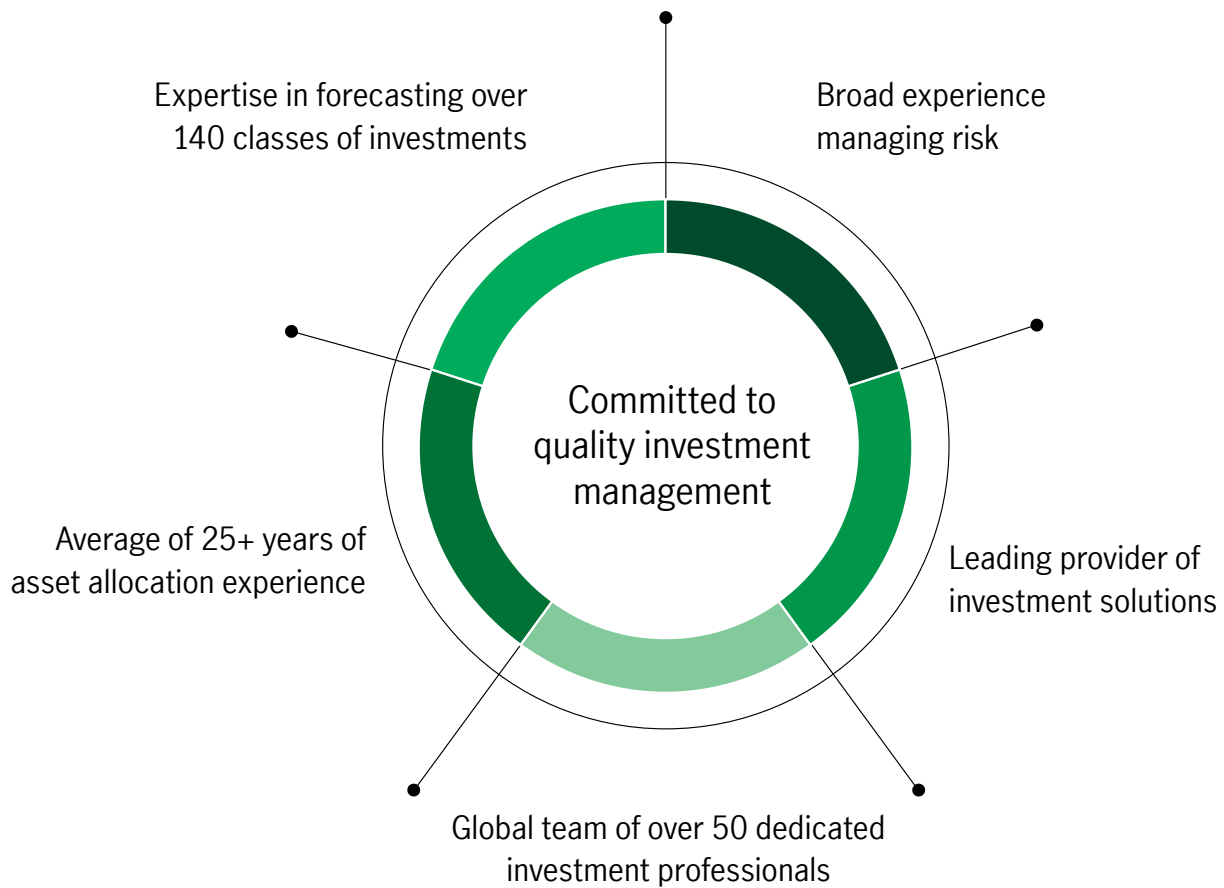 Expertise in forecasting over
140 classes of investments
Broad experience
managing risk
Committed to
quality investment
management
Average of 25+ years of
asset allocation experience
Leading provider of
investment solutions
Global team of over 50 dedicated
investment professionals